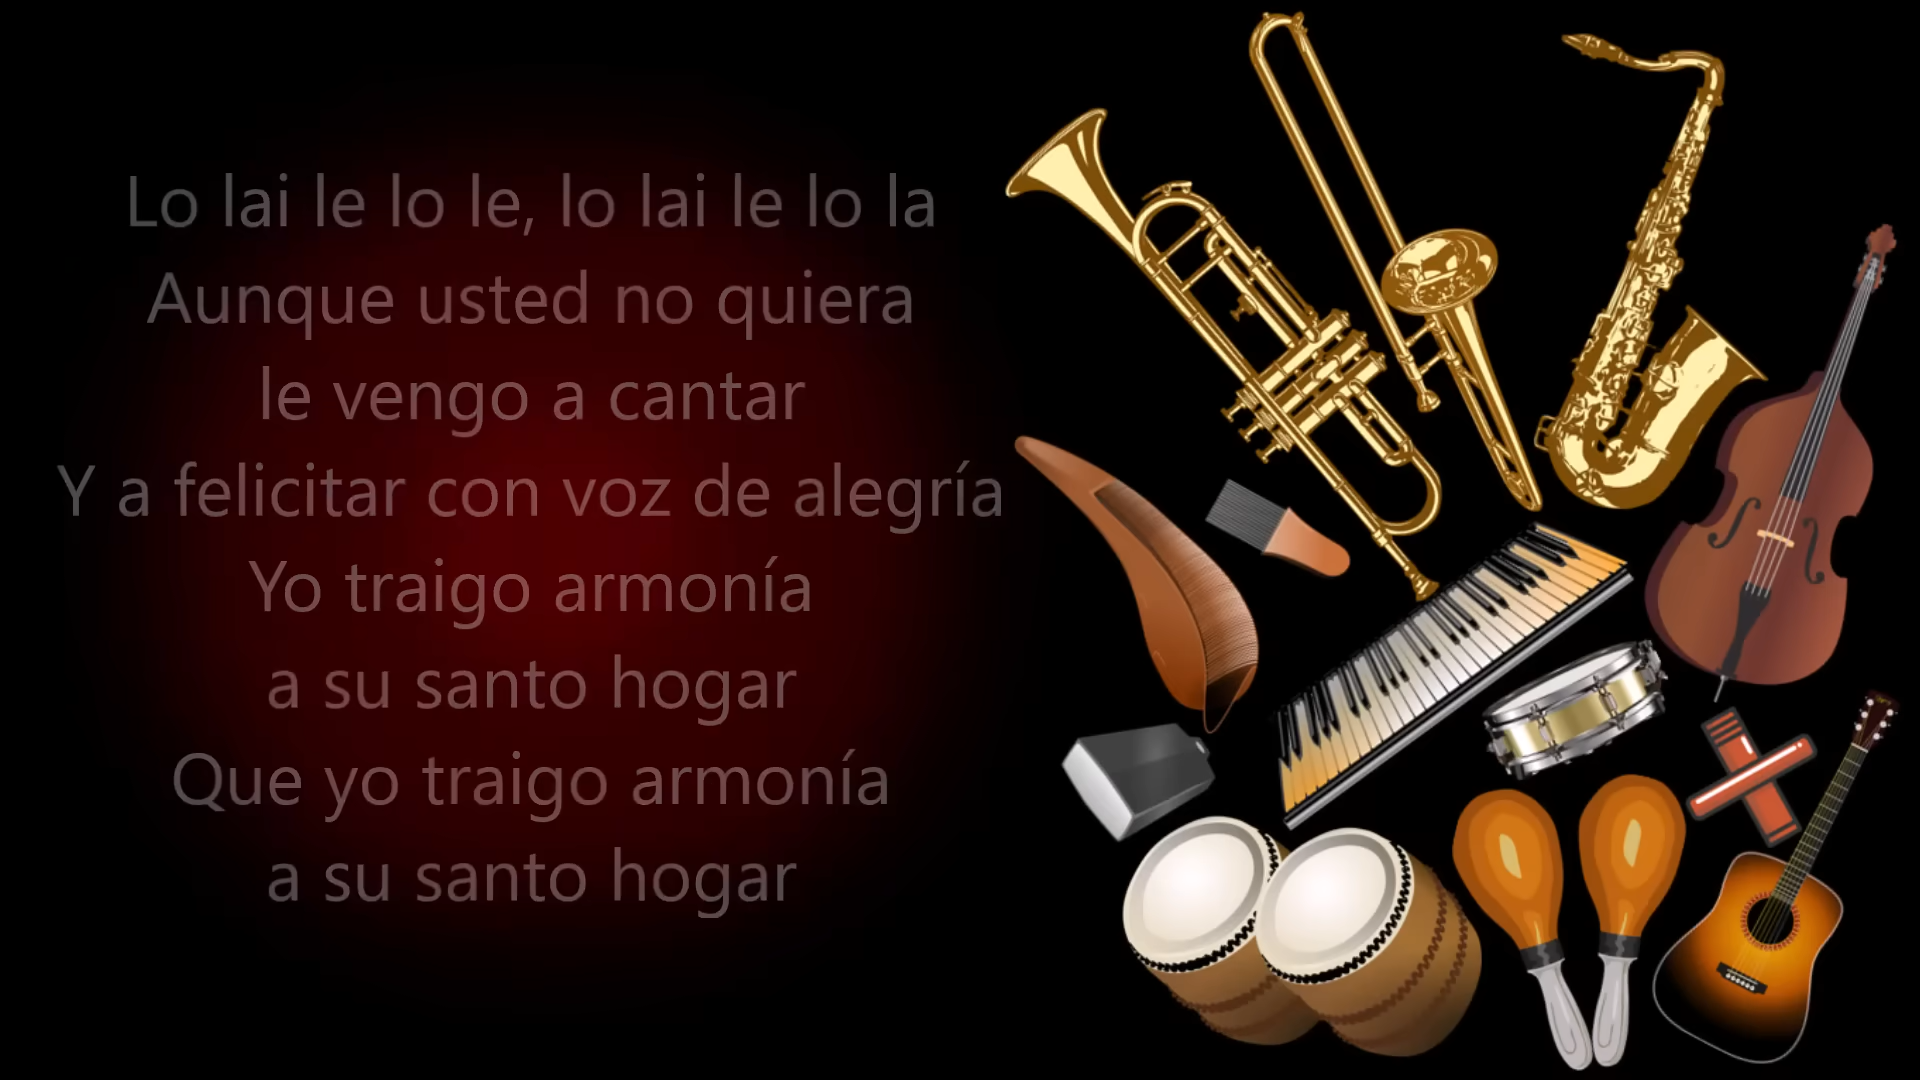 Lo lai le lo le, lo lai le lo la
Aunque usted no quiera
le vengo a cantar
Y a felicitar con voz de alegría
Yo traigo armonía
a su santo hogar
Que yo traigo armonía
a su santo hogar